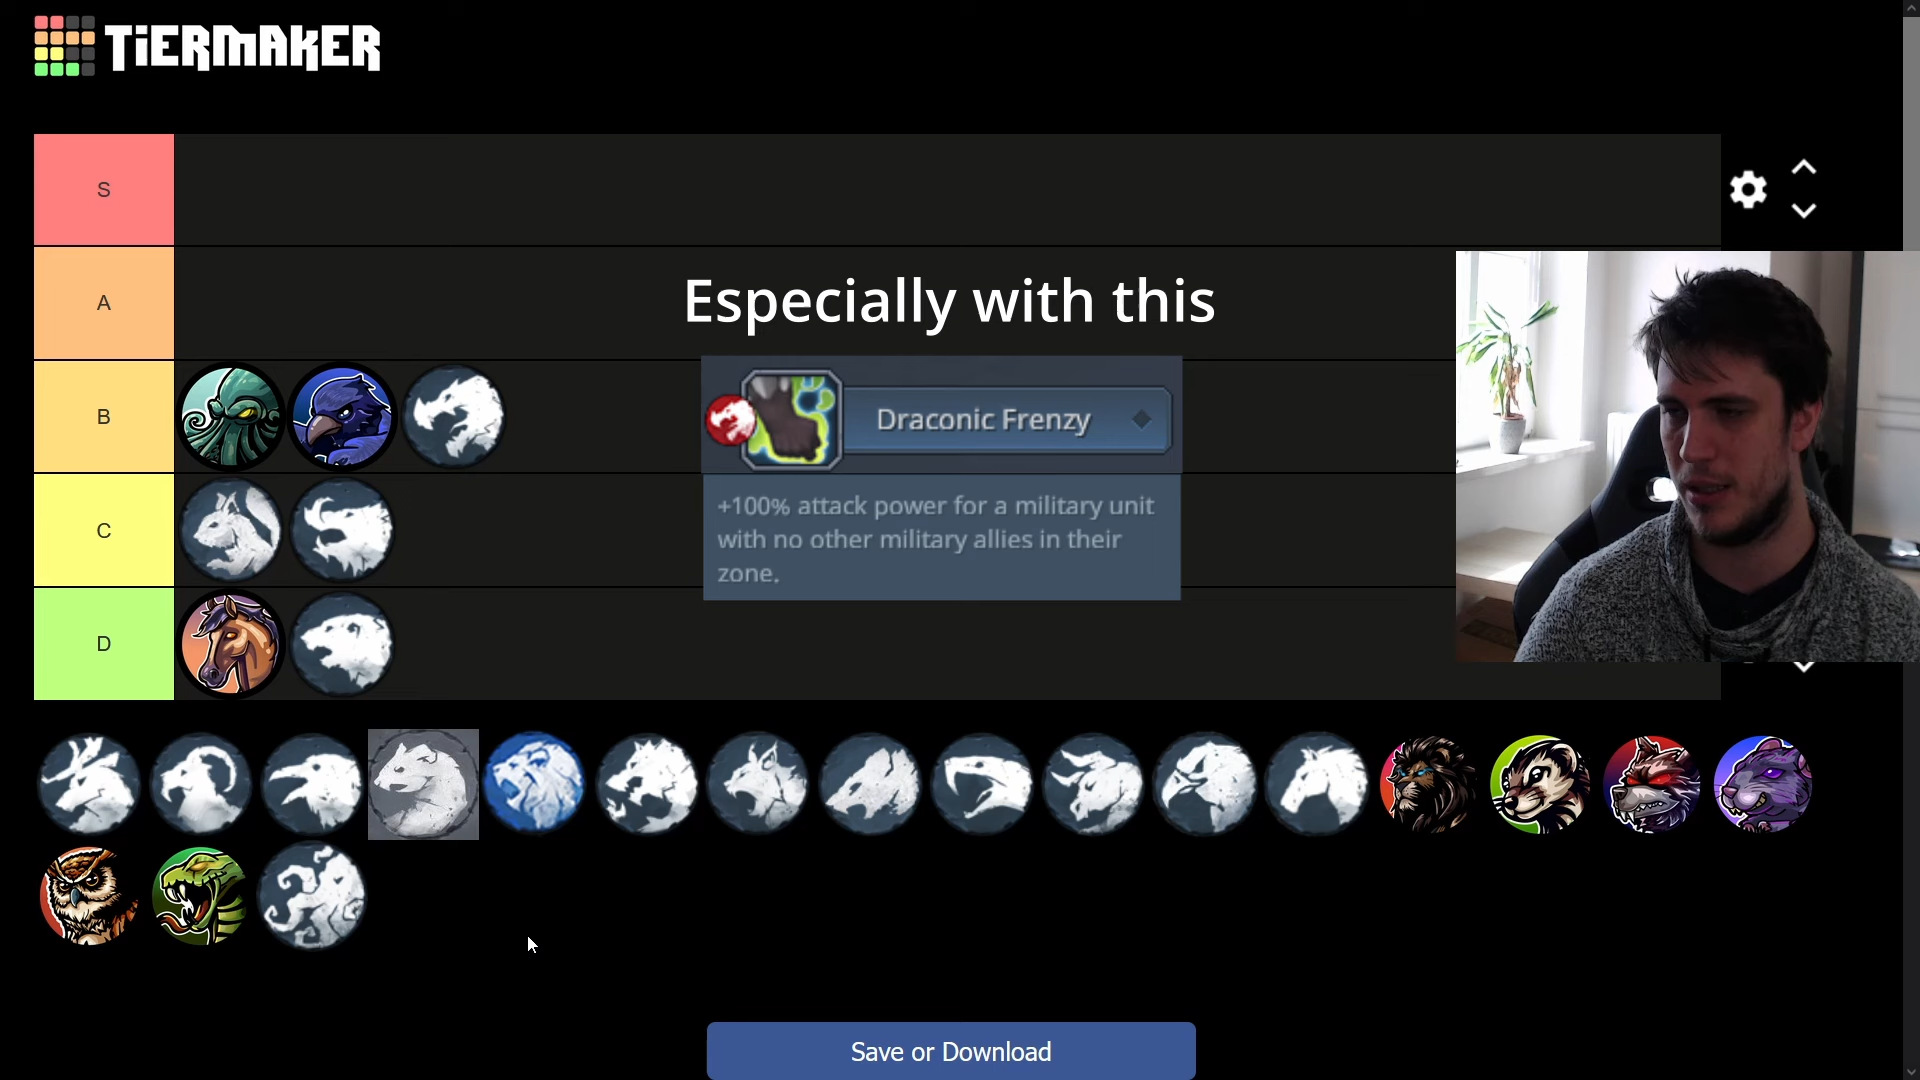 TiERMAKER
S
A
Especially with this
B
Draconic Frenzy
+100% attack power for a military unit
with no other military allies in their
zone.
C
D
Save or Download